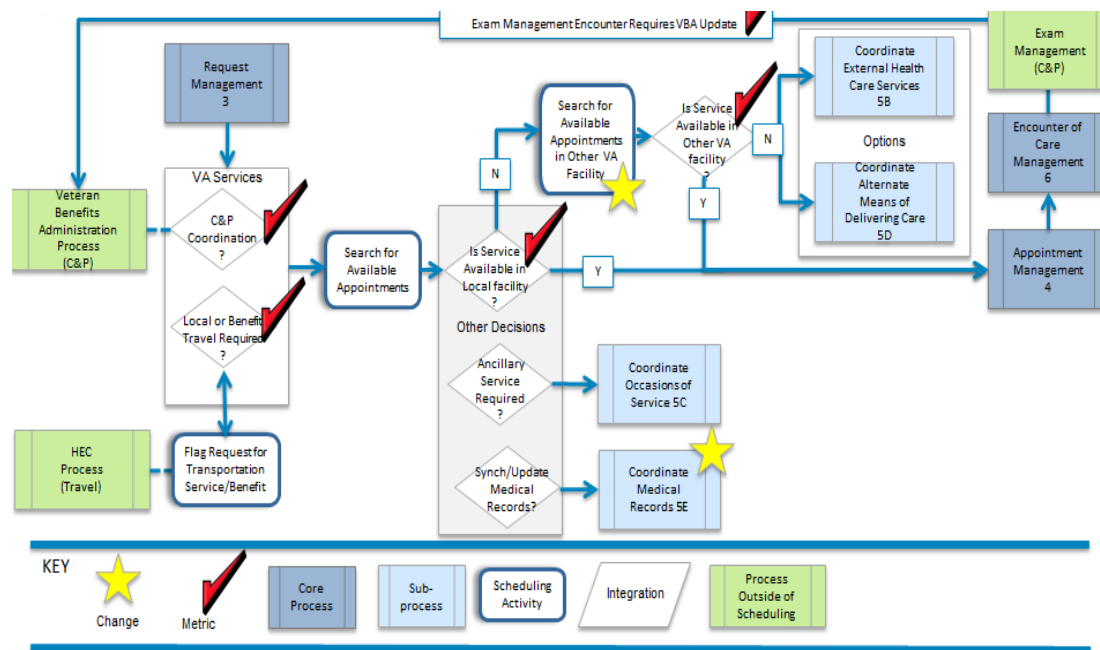 Exam Management Encounter Requires VBA Update
Exam
Management
(C&P)
Request
Management
3
Coordinate
External Health
Care Services
5B
Search for
Available
Appointments
in Other VA
Facility
Is Service
Available in
Other VA
facility
?
N
Options
Encounter of
Care
Management
6
VA Services
N
Veteran
Benefits
Administration
Process
(C&P)
C&P
Coordination
?
Y
Coordinate
Alternate
Means of
Delivering Care
5D
Search for
Available
Appointments
Is Service
Available in
Local facility
?
Y
Appointment
Management
4
Local or Benefit
Travel Required
?
Other Decisions
Ancillary
Service
Required
?
Coordinate
Occasions of
Service 5C
HEC
Process
(Travel)
Flag Request for
Transportation
Service/Benefit
Synch/Update
Medical
Records?
Coordinate
Medical
Records 5E
KEY
Change
Metric
Core
Process
Sub-
process
Scheduling
Activity
Integration
Process
Outside of
Scheduling